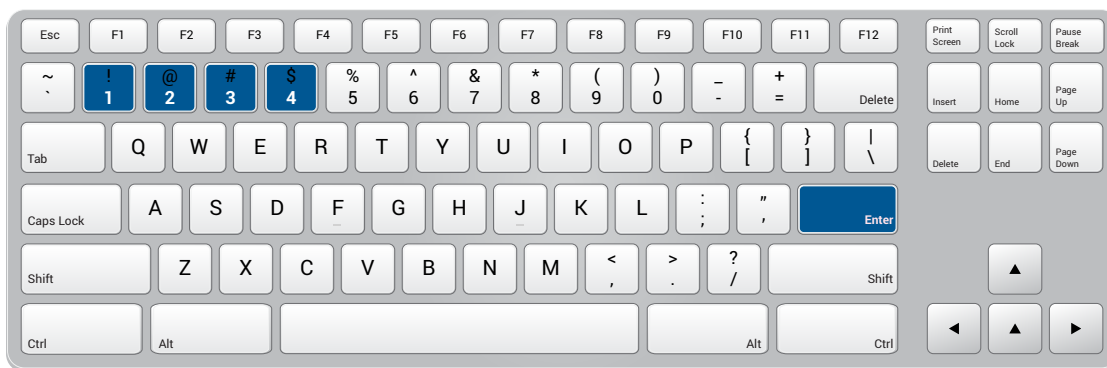 Esc F1 F2 F3 F4 F5 F6 F7 F8 F9 F10 F11 F12 Print Screen Scroll Lock Pause Break
~ ! @ # $ % ^ & * ( ) _ +
` 1 2 3 4 5 6 7 8 9 0 - = Delete Insert Home Page Up
Tab Q W E R T Y U I O P { [ } ] | \ Delete End Page Down
Caps Lock A S D F G H J K L : ; " ' Enter
Shift Z X C V B N M < , > . ? / Shift
Ctrl Alt Alt Ctrl